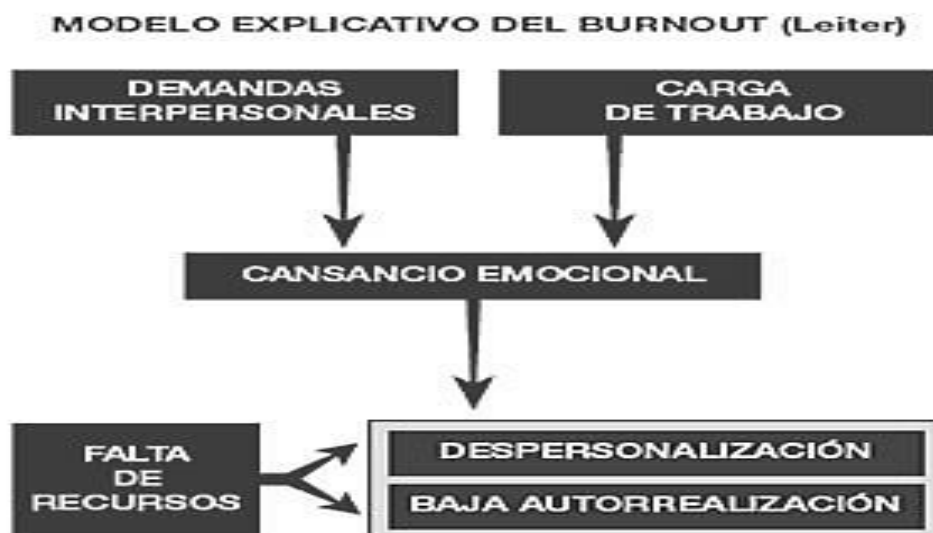 MODELO EXPLICATIVO DEL BURNOUT (Leiter)
DEMANDAS
INTERPERSONALES
CARGA
DE TRABAJO
CANSANCIO EMOCIONAL
FALTA
DE
RECURSOS
DESPERSONALIZACIÓN
BAJA AUTORREALIZACIÓN